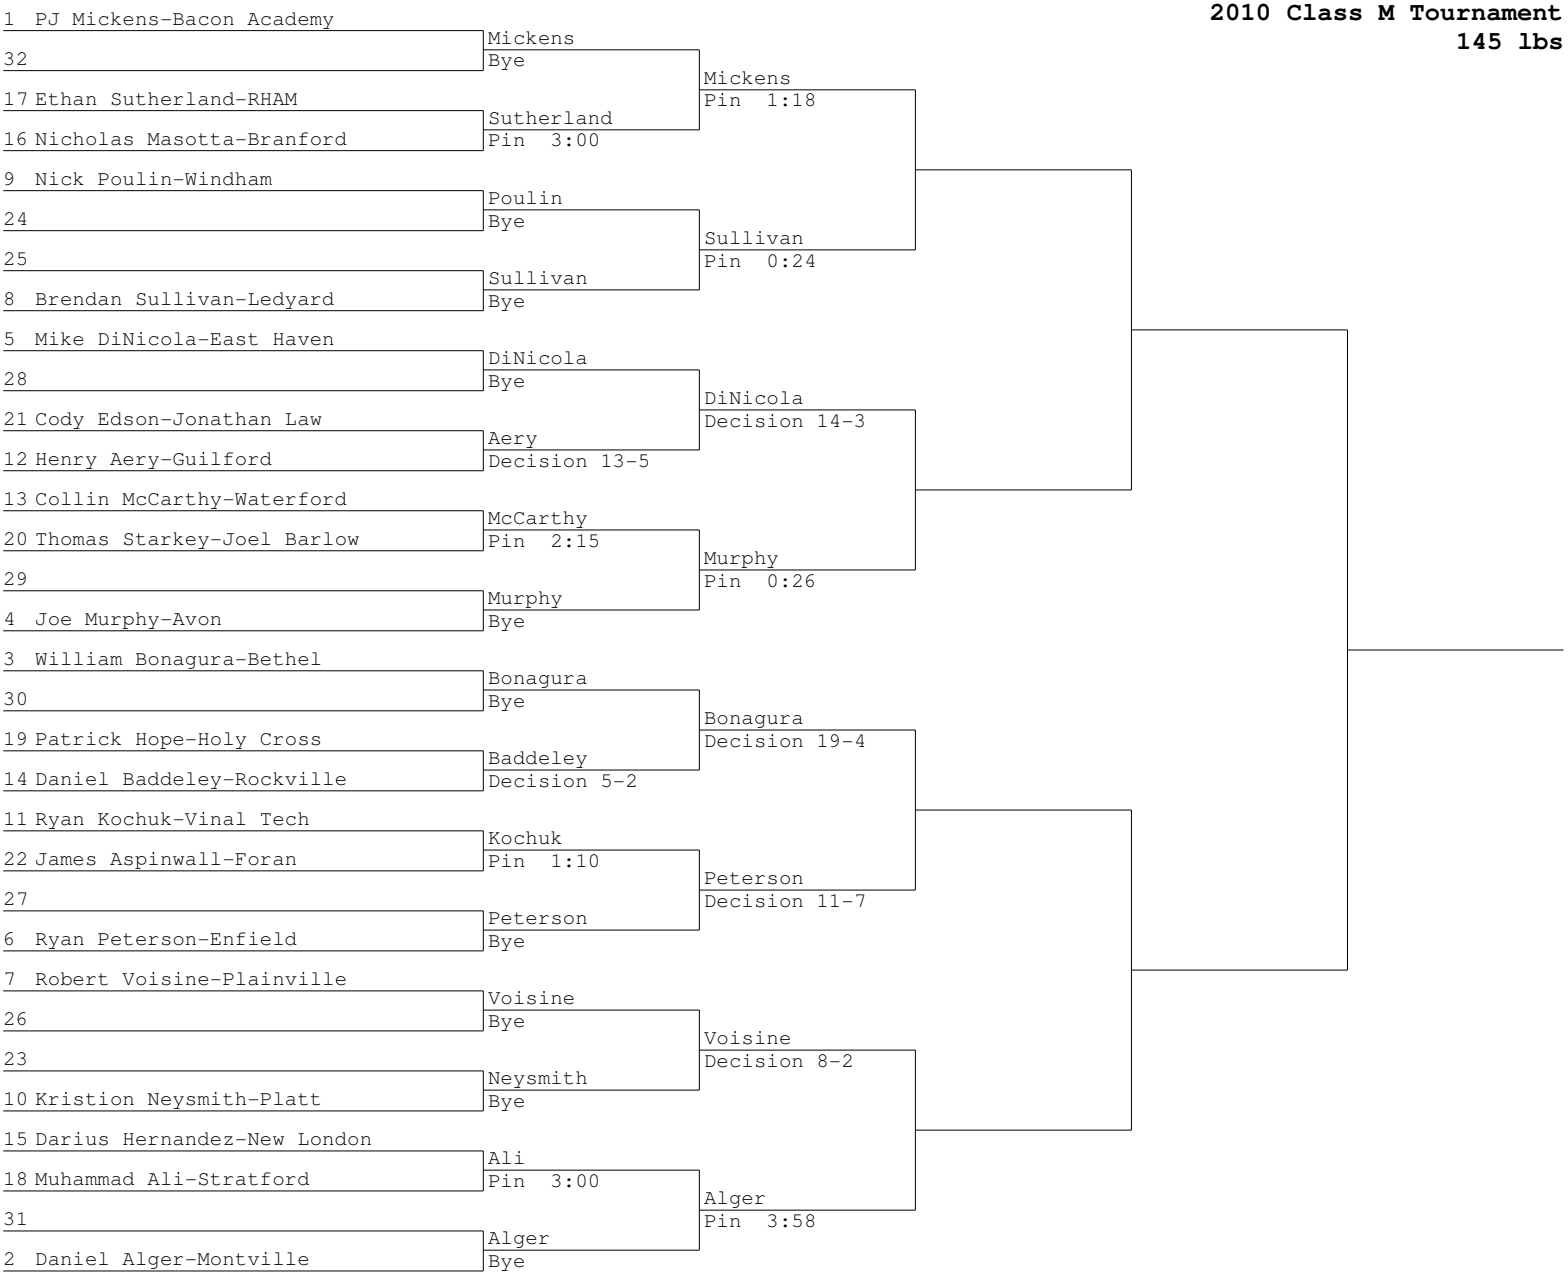 2010 Class M Tournament
145 lbs
1 PJ Mickens-Bacon Academy
32
17 Ethan Sutherland-RHAM
16 Nicholas Masotta-Branford
9 Nick Poulin-Windham
24
25
8 Brendan Sullivan-Ledyard
5 Mike DiNicola-East Haven
28
21 Cody Edson-Jonathan Law
12 Henry Aery-Guilford
13 Collin McCarthy-Waterford
20 Thomas Starkey-Joel Barlow
29
4 Joe Murphy-Avon
3 William Bonagura-Bethel
30
19 Patrick Hope-Holy Cross
14 Daniel Baddeley-Rockville
11 Ryan Kochuk-Vinal Tech
22 James Aspinwall-Foran
27
6 Ryan Peterson-Enfield
7 Robert Voisine-Plainville
26
23
10 Kristion Neysmith-Platt
15 Darius Hernandez-New London
18 Muhammad Ali-Stratford
31
2 Daniel Alger-Montville
Mickens
Bye
Sutherland
Pin 3:00
Poulin
Bye
Sullivan
Bye
DiNicola
Bye
Aery
Decision 13-5
McCarthy
Pin 2:15
Murphy
Bye
Bonagura
Bye
Baddeley
Decision 5-2
Kochuk
Pin 1:10
Peterson
Bye
Voisine
Bye
Neysmith
Bye
Ali
Pin 3:00
Alger
Bye
Mickens
Pin 1:18
Sullivan
Pin 0:24
DiNicola
Decision 14-3
Murphy
Pin 0:26
Bonagura
Decision 19-4
Peterson
Decision 11-7
Voisine
Decision 8-2
Alger
Pin 3:58